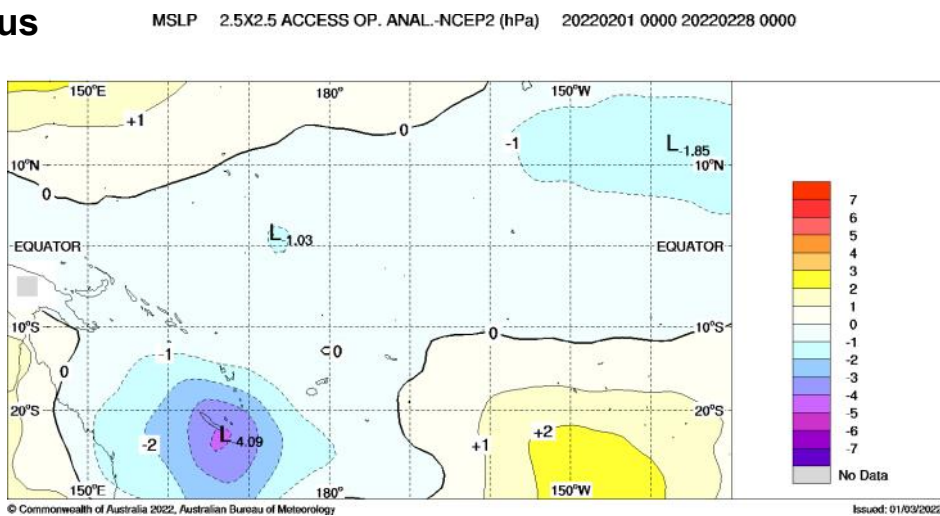 us
MSLP 2.5X2.5 ACCESS OP. ANAL.-NCEP2 (hPa) 20220201 0000 20220228 0000
150°E 180° 150°W
+1 0 -1 L-1.85
10°N 10°N
0
L-1.03
EQUATOR EQUATOR
10°S 0 10°S
-1 0
0
20°S 20°S
-2 L-4.09 +1 +2
150°E 180° 150°W
7
6
5
4
3
2
1
0
-1
-2
-3
-4
-5
-6
-7
No Data
© Commonwealth of Australia 2022, Australian Bureau of Meteorology Issued: 01/03/2022